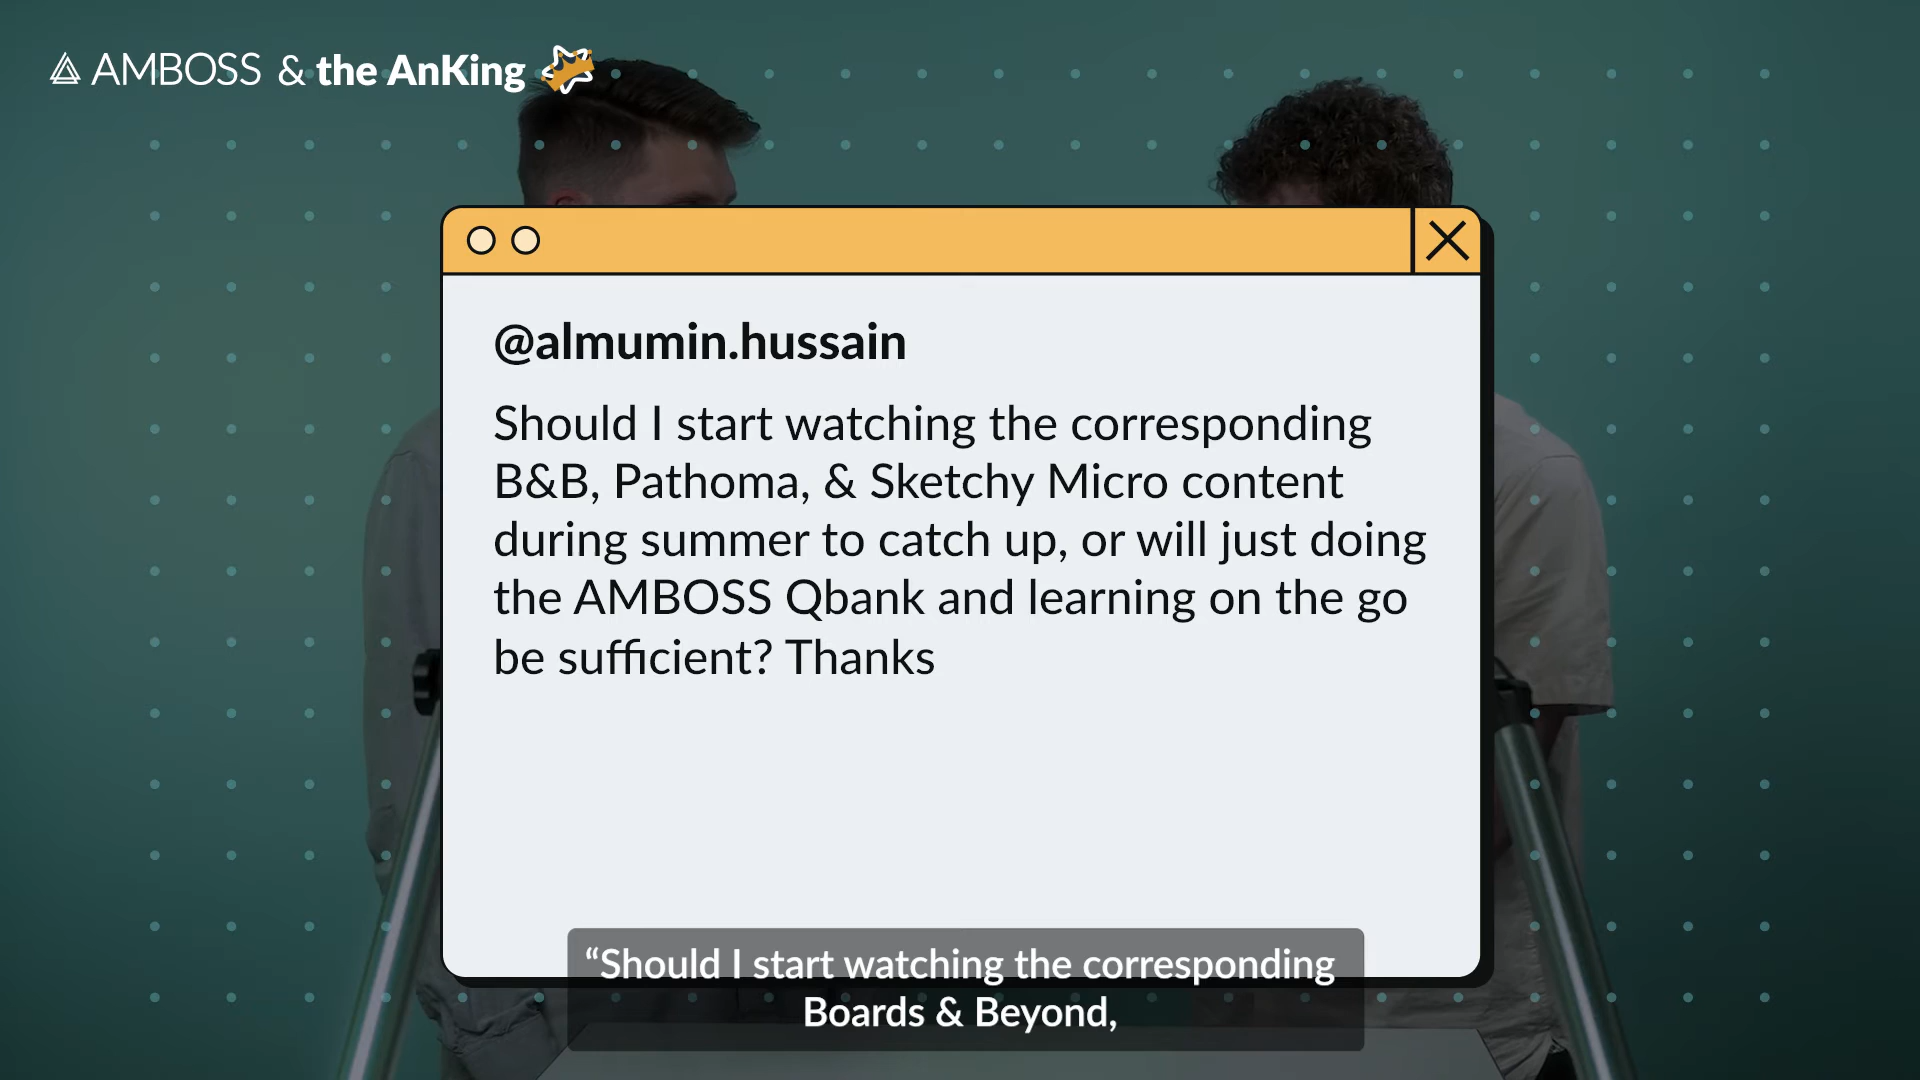 AMBOSS & the AnKing
@almumin.hussain
Should I start watching the corresponding
B&B, Pathoma, & Sketchy Micro content
during summer to catch up, or will just doing
the AMBOSS Qbank and learning on the go
be sufficient? Thanks
“Should I start watching the corresponding
Boards & Beyond,